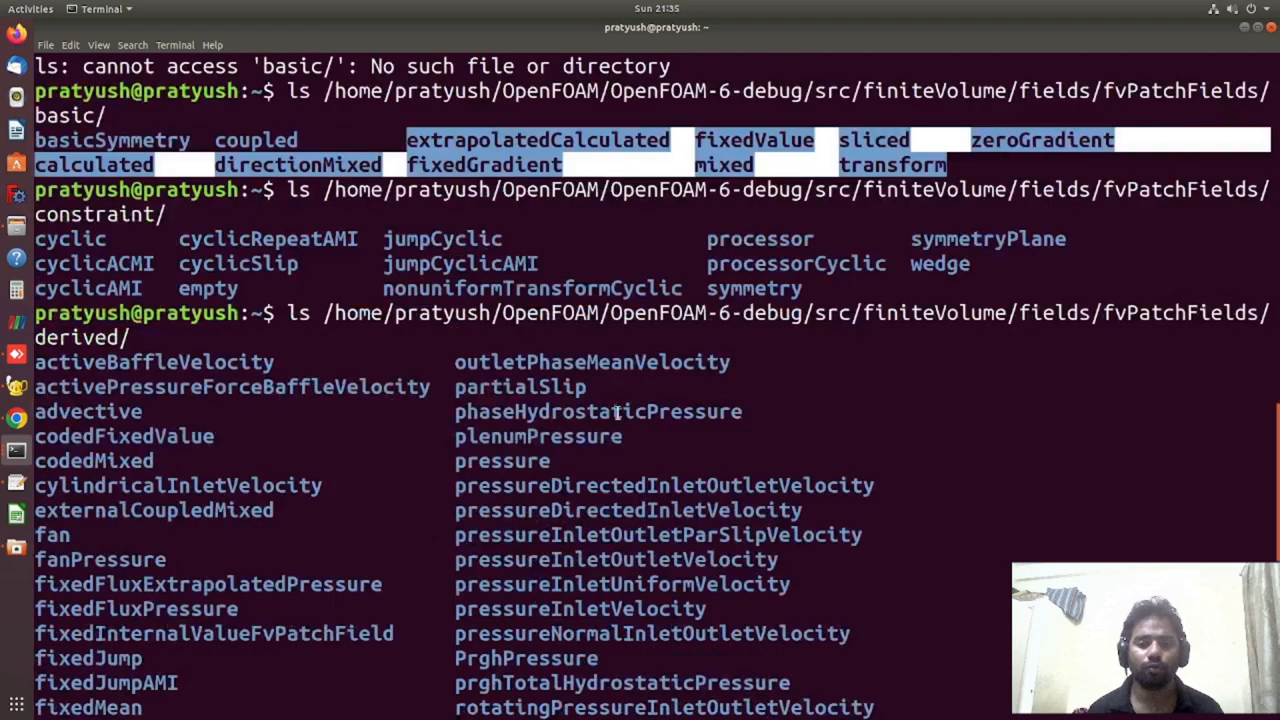 Activities Terminal Sun 21:35
pratyush@pratyush: ~
File Edit View Search Terminal Help
ls: cannot access 'basic/': No such file or directory
pratyush@pratyush:~$ ls /home/pratyush/OpenFOAM/OpenFOAM-6-debug/src/finiteVolume/fields/fvPatchFields/
basic/
basicSymmetry coupled extrapolatedCalculated fixedValue sliced zeroGradient
calculated directionMixed fixedGradient mixed transform
pratyush@pratyush:~$ ls /home/pratyush/OpenFOAM/OpenFOAM-6-debug/src/finiteVolume/fields/fvPatchFields/
constraint/
cyclic cyclicRepeatAMI jumpCyclic processor symmetryPlane
cyclicACMI cyclicSlip jumpCyclicAMI processorCyclic wedge
cyclicAMI empty nonuniformTransformCyclic symmetry
pratyush@pratyush:~$ ls /home/pratyush/OpenFOAM/OpenFOAM-6-debug/src/finiteVolume/fields/fvPatchFields/
derived/
activeBaffleVelocity outletPhaseMeanVelocity
activePressureForceBaffleVelocity partialSlip
advective phaseHydrostaticPressure
codedFixedValue plenumPressure
codedMixed pressure
cylindricalInletVelocity pressureDirectedInletOutletVelocity
externalCoupledMixed pressureDirectedInletVelocity
fan pressureInletOutletParSlipVelocity
fanPressure pressureInletOutletVelocity
fixedFluxExtrapolatedPressure pressureInletUniformVelocity
fixedFluxPressure pressureInletVelocity
fixedInternalValueFvPatchField pressureNormalInletOutletVelocity
fixedJump PrghPressure
fixedJumpAMI prghTotalHydrostaticPressure
fixedMean rotatingPressureInletOutletVelocity